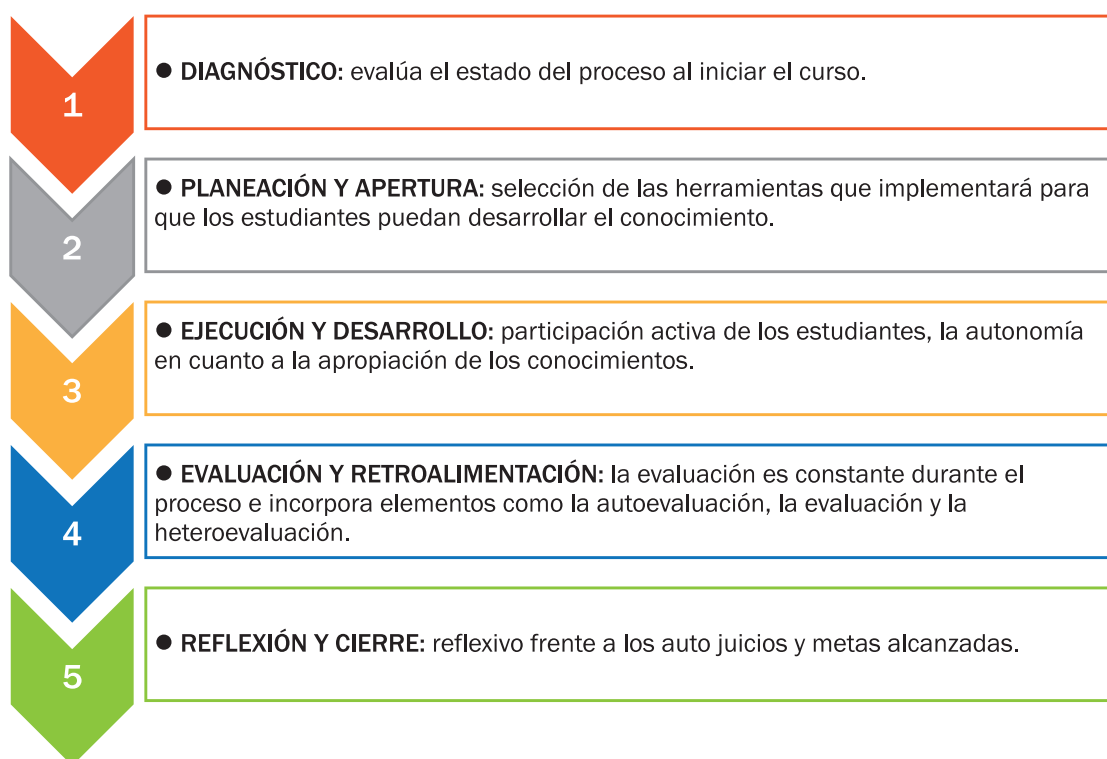 1
● DIAGNÓSTICO: evalúa el estado del proceso al iniciar el curso.
2
● PLANEACIÓN Y APERTURA: selección de las herramientas que implementará para
que los estudiantes puedan desarrollar el conocimiento.
3
● EJECUCIÓN Y DESARROLLO: participación activa de los estudiantes, la autonomía
en cuanto a la apropiación de los conocimientos.
4
● EVALUACIÓN Y RETROALIMENTACIÓN: la evaluación es constante durante el
proceso e incorpora elementos como la autoevaluación, la evaluación y la
heteroevaluación.
5
● REFLEXIÓN Y CIERRE: reflexivo frente a los auto juicios y metas alcanzadas.